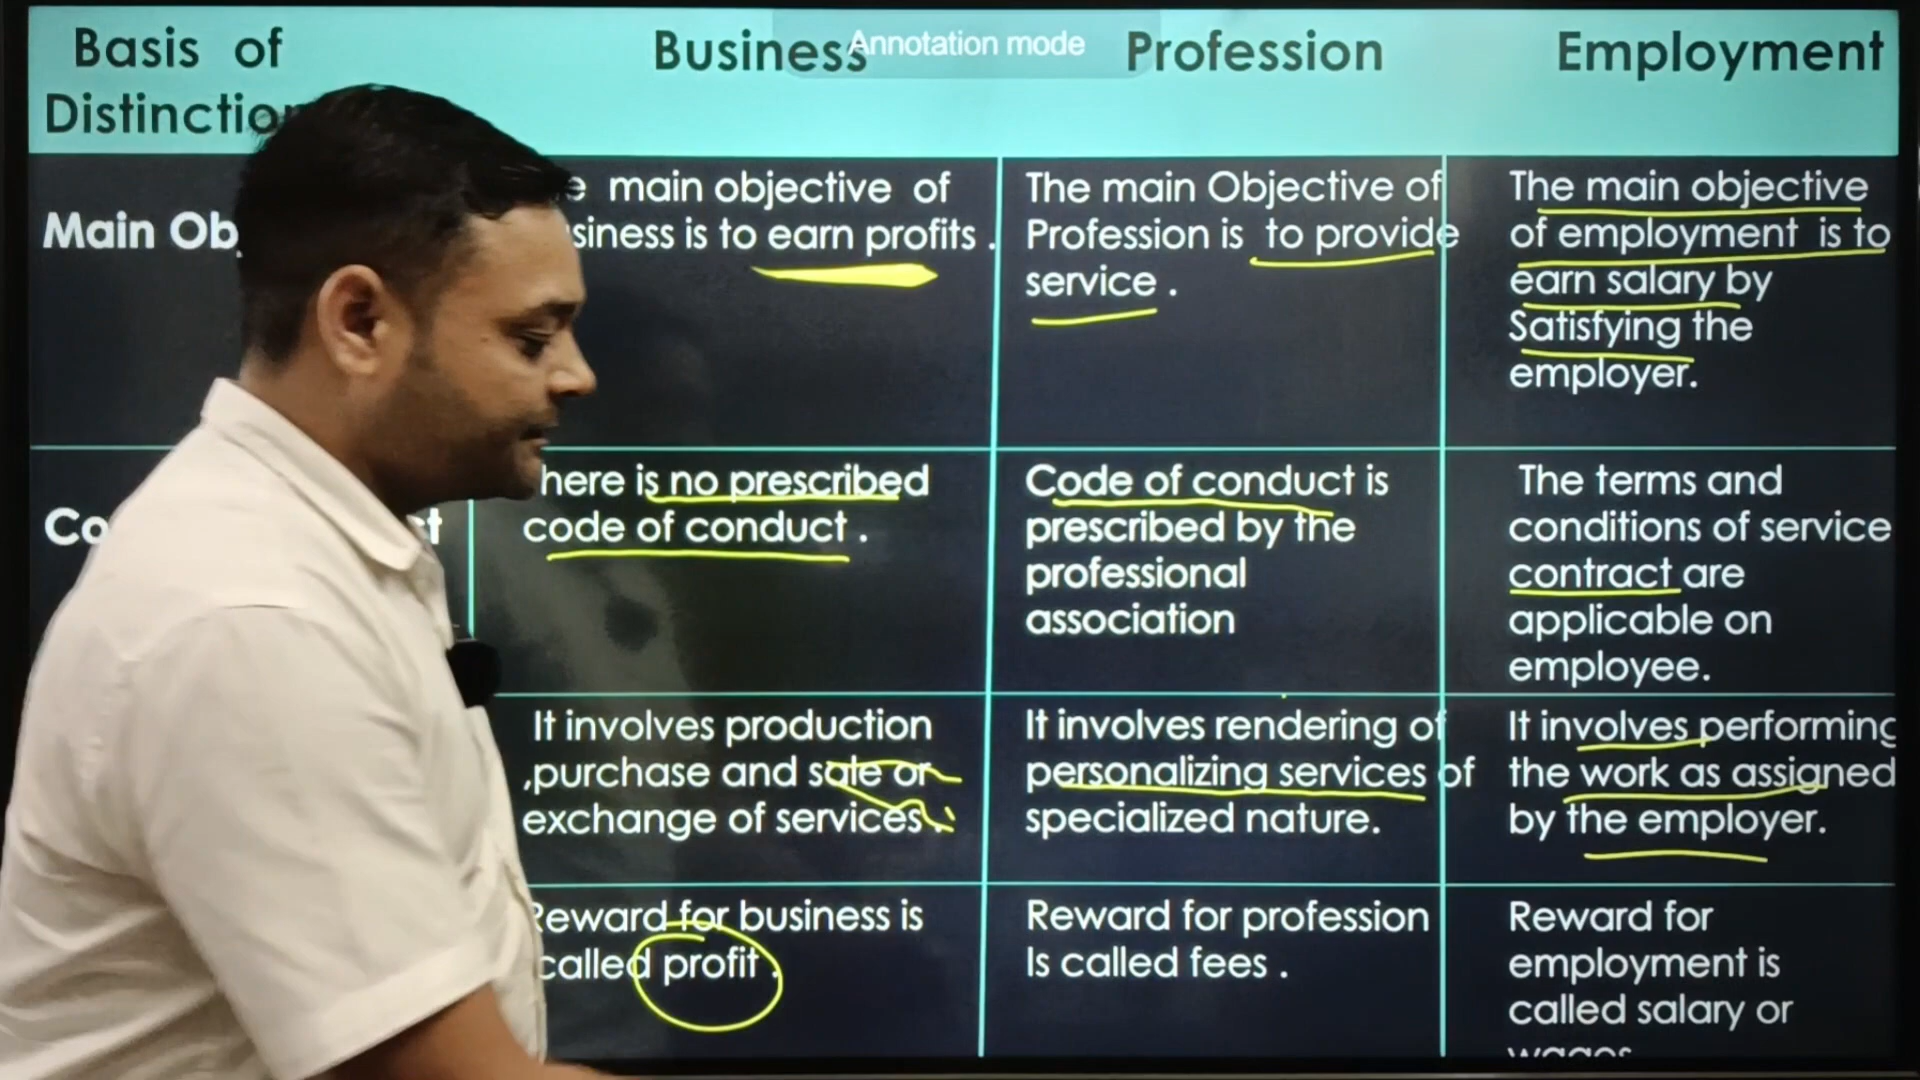 Basis of
Distinction
Business
Annotation mode
Profession
Employment
Main Ob
main objective of
siness is to earn profits .
The main Objective of
Profession is to provide
service .
The main objective
of employment is to
earn salary by
Satisfying the
employer.
Co
here is no prescribed
code of conduct .
Code of conduct is
prescribed by the
professional
association
The terms and
conditions of service
contract are
applicable on
employee.
It involves production
,purchase and sale or
exchange of services .
It involves rendering of
personalizing services of
specialized nature.
It involves performing
the work as assigned
by the employer.
Reward for business is
called profit .
Reward for profession
Is called fees .
Reward for
employment is
called salary or